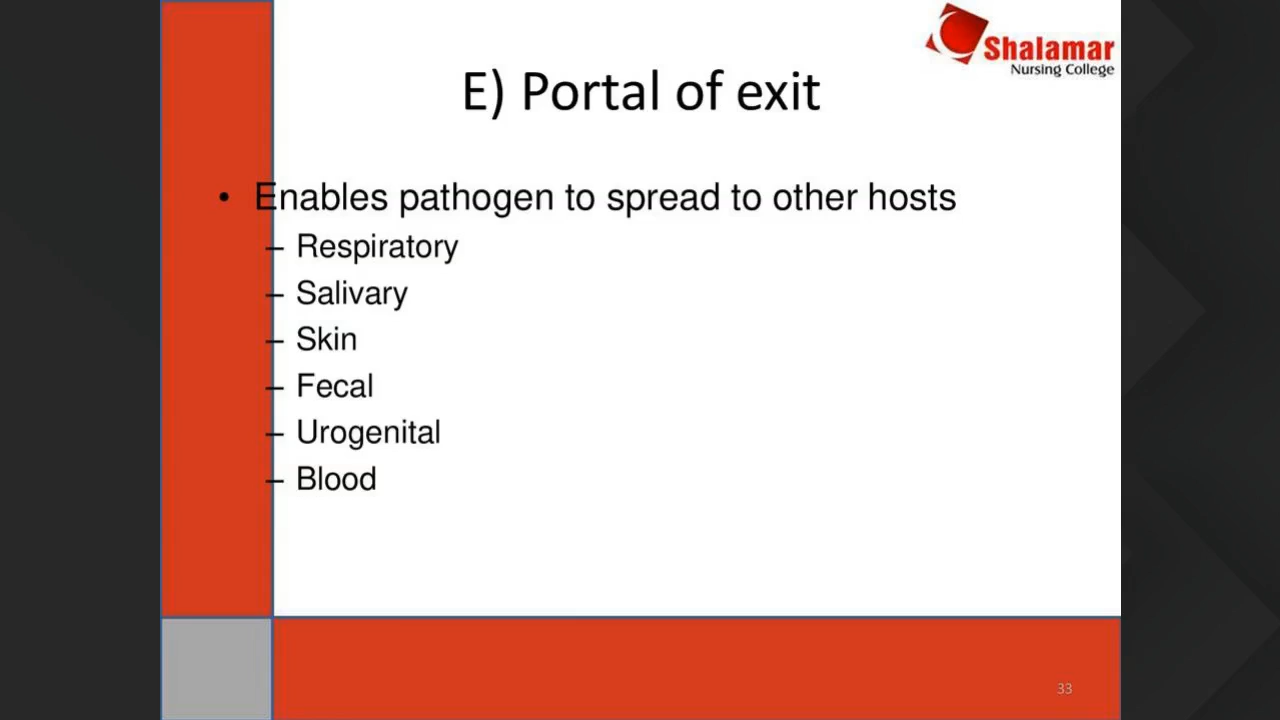 Shalamar
Nursing College
E) Portal of exit
• Enables pathogen to spread to other hosts
– Respiratory
– Salivary
– Skin
– Fecal
– Urogenital
– Blood
33